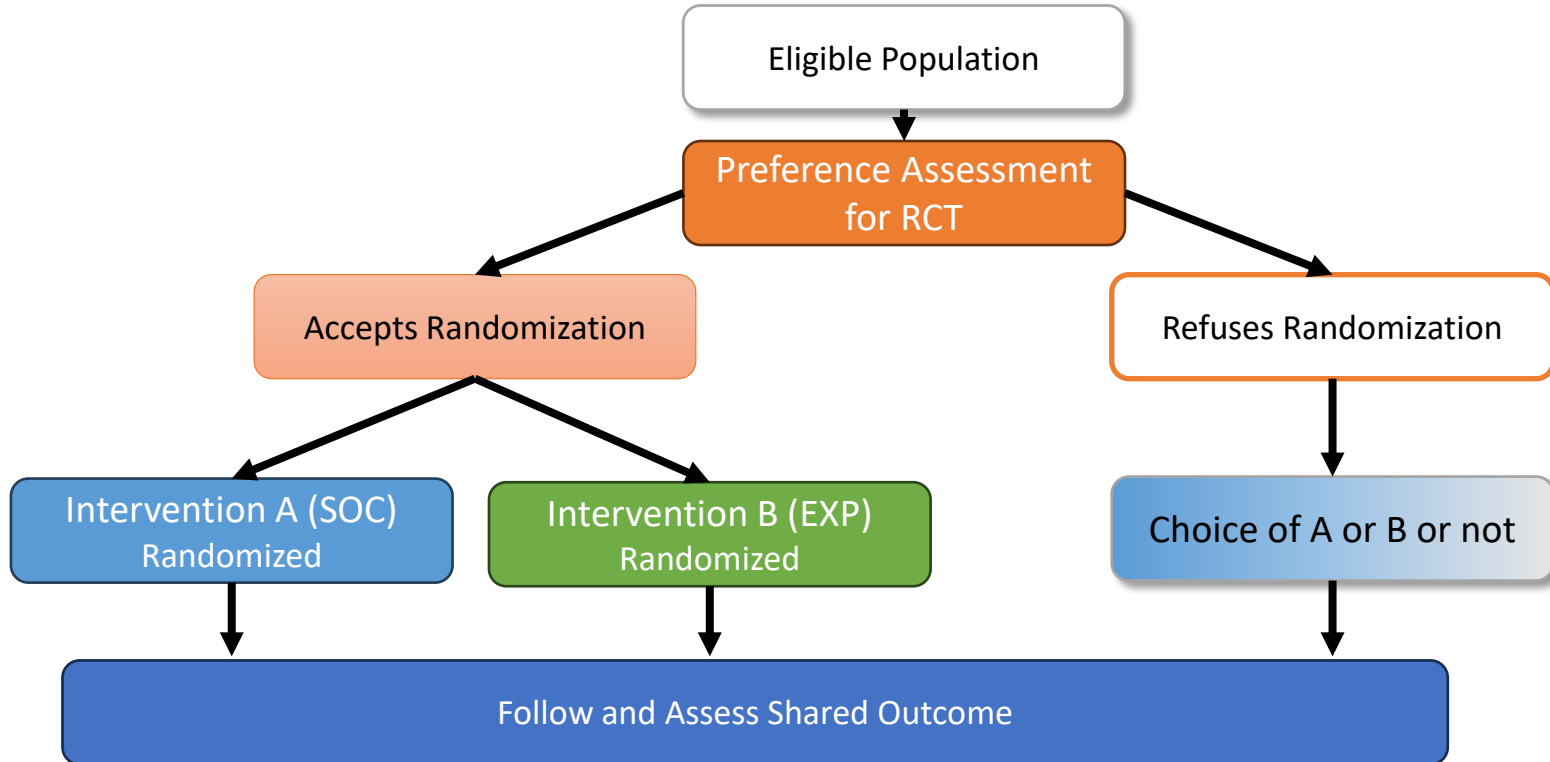 Eligible Population
Preference Assessment
for RCT
Accepts Randomization
Refuses Randomization
Intervention A (SOC)
Randomized
Intervention B (EXP)
Randomized
Choice of A or B or not
Follow and Assess Shared Outcome